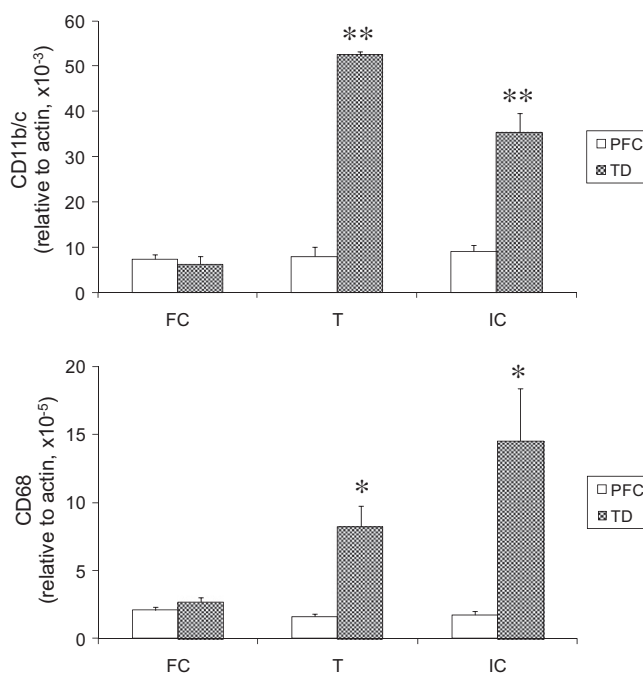 60
50
40
30
20
10
0
CD11b/c
(relative to actin, x10⁻³)
**
**
FC
T
IC
PFC
TD
20
15
10
5
0
CD68
(relative to actin, x10⁻⁵)
*
*
FC
T
IC
PFC
TD